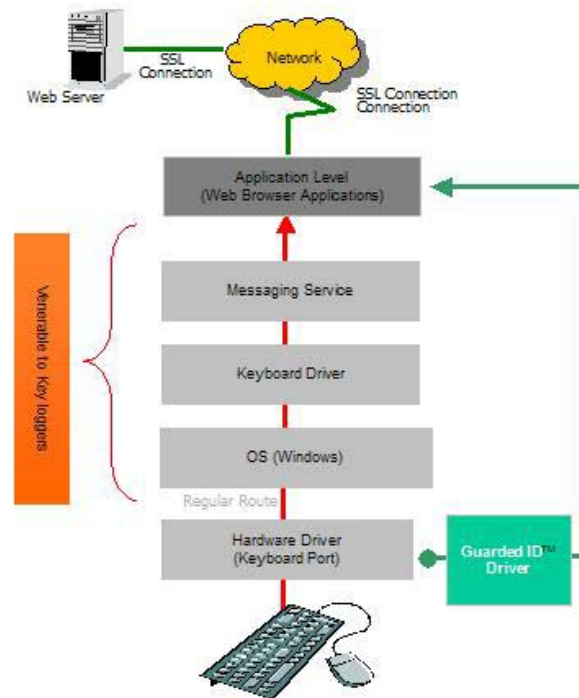 SSL
Connection
Web Server
Network
SSL Connection
Connection
Application Level
(Web Browser Applications)
Venerable to Key loggers
Messaging Service
Keyboard Driver
OS (Windows)
Regular Route
Hardware Driver
(Keyboard Port)
Guarded ID™
Driver